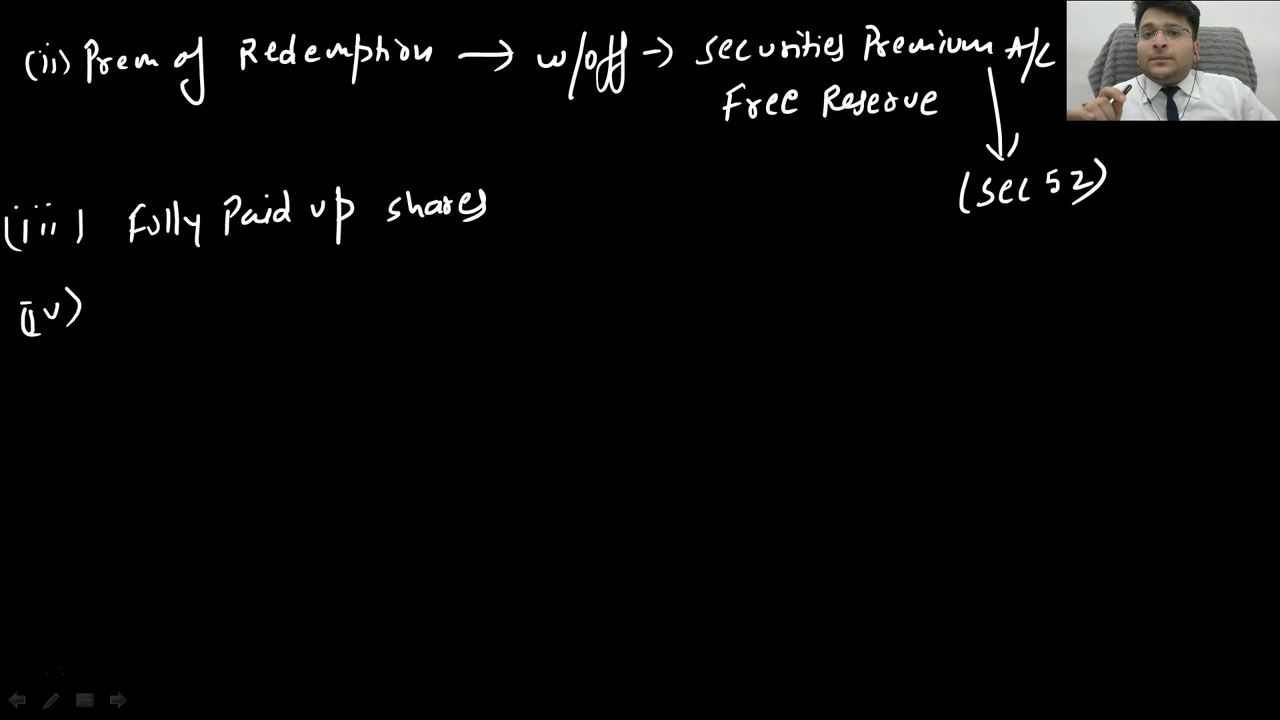 (ii) Prem of Redemption → w/off → Securities Premium A/C
Free Reserve
(Sec 52)
(iii) Fully Paid up shares
(iv)